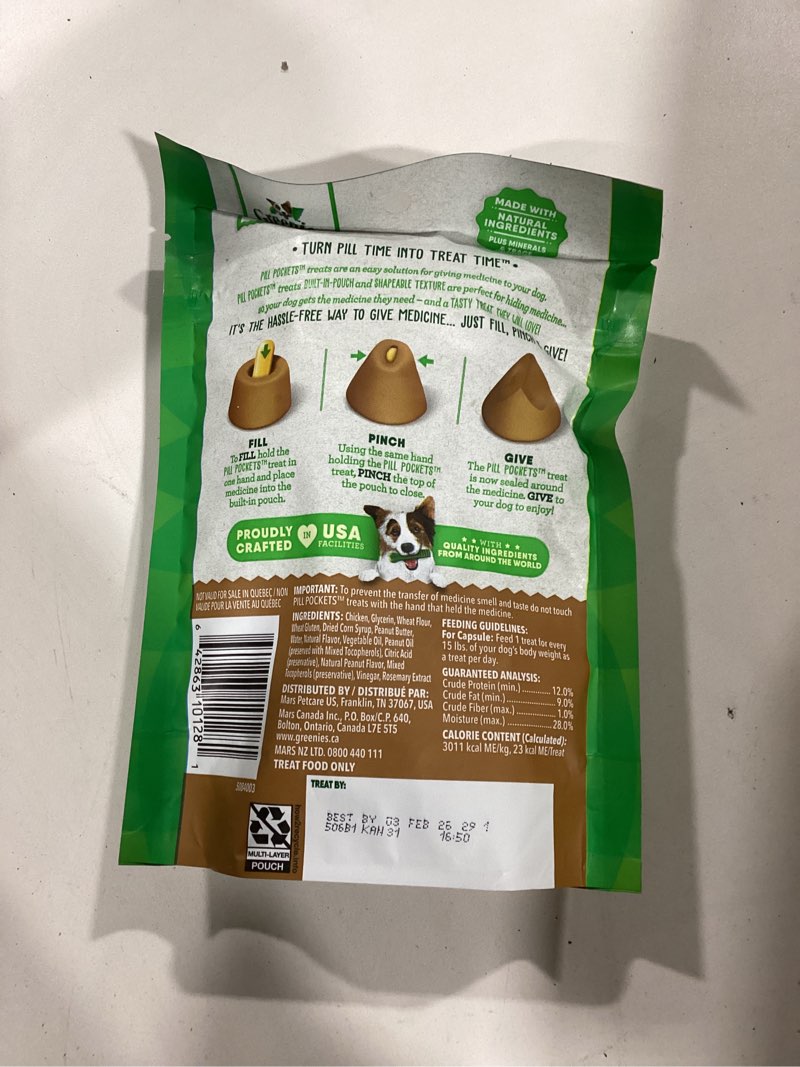 MADE WITH
NATURAL
INGREDIENTS
PLUS MINERALS
• TURN PILL TIME INTO TREAT TIME™ •
PILL POCKETS™ treats are an easy solution for giving medicine to your dog.
PILL POCKETS™ treats BUILT-IN-POUCH and SHAPEABLE TEXTURE are perfect for hiding medicine...
so your dog gets the medicine they need – and a TASTY TREAT THEY WILL LOVE!
IT'S THE HASSLE-FREE WAY TO GIVE MEDICINE... JUST FILL, PINCH, GIVE!
FILL
To FILL hold the
PILL POCKETS™ treat in
one hand and place
medicine into the
built-in pouch.
PINCH
Using the same hand
holding the PILL POCKETS™
treat, PINCH the top of
the pouch to close.
GIVE
The PILL POCKETS™ treat
is now sealed around
the medicine. GIVE to
your dog to enjoy!
PROUDLY
CRAFTED
IN
USA
FACILITIES
WITH
QUALITY INGREDIENTS
FROM AROUND THE WORLD
NOT VALID FOR SALE IN QUEBEC / NON
VALIDE POUR LA VENTE AU QUÉBEC
IMPORTANT: To prevent the transfer of medicine smell and taste do not touch
PILL POCKETS™ treats with the hand that held the medicine.
INGREDIENTS: Chicken, Glycerin, Wheat Flour,
Wheat Gluten, Dried Corn Syrup, Peanut Butter,
Water, Natural Flavor, Vegetable Oil, Peanut Oil
(preserved with Mixed Tocopherols), Citric Acid
(preservative), Natural Peanut Flavor, Mixed
Tocopherols (preservative), Vinegar, Rosemary Extract
DISTRIBUTED BY / DISTRIBUÉ PAR:
Mars Petcare US, Franklin, TN 37067, USA
Mars Canada Inc., P.O. Box/C.P. 640,
Bolton, Ontario, Canada L7E 5T5
www.greenies.ca
MARS NZ LTD. 0800 440 111
TREAT FOOD ONLY
FEEDING GUIDELINES:
For Capsule: Feed 1 treat for every
15 lbs. of your dog's body weight as
a treat per day.
GUARANTEED ANALYSIS:
Crude Protein (min.) ............ 12.0%
Crude Fat (min.) ............ 9.0%
Crude Fiber (max.) ............ 1.0%
Moisture (max.) ............ 28.0%
CALORIE CONTENT (Calculated):
3011 kcal ME/kg, 23 kcal ME/Treat
6 42863 10128 1
TREAT BY:
BEST BY 03 FEB 26 29 1
506B1 KAH 31 16:50
how2recycle.info
MULTI-LAYER
POUCH